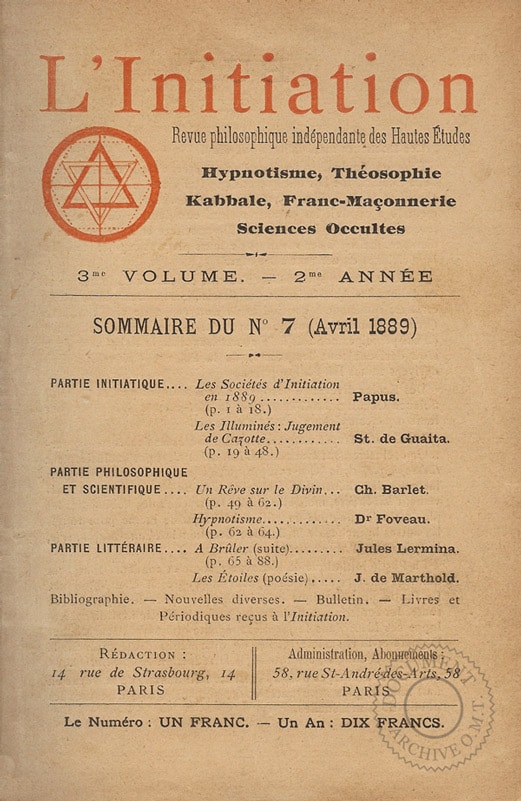 L'Initiation
Revue philosophique indépendante des Hautes Études
Hypnotisme, Théosophie
Kabbale, Franc-Maçonnerie
Sciences Occultes
3me VOLUME. — 2me ANNÉE
SOMMAIRE DU No 7 (Avril 1889)
PARTIE INITIATIQUE.... Les Sociétés d'Initiation
en 1889 ............. Papus.
(p. 1 à 18.)
Les Illuminés : Jugement
de Cazotte............ St. de Guaita.
(p. 19 à 48.)
PARTIE PHILOSOPHIQUE
ET SCIENTIFIQUE .... Un Rêve sur le Divin... Ch. Barlet.
(p. 49 à 62.)
Hypnotisme............. Dr Foveau.
(p. 62 à 64.)
PARTIE LITTÉRAIRE.... A Brûler (suite)......... Jules Lermina.
(p. 65 à 88.)
Les Étoiles (poésie)..... J. de Marthold.
Bibliographie. — Nouvelles diverses. — Bulletin. — Livres et
Périodiques reçus à l'Initiation.
RÉDACTION :
14 rue de Strasbourg, 14
PARIS
Administration, Abonnements :
58, rue St-André-des-Arts, 58
PARIS
Le Numéro : UN FRANC. — Un An : DIX FRANCS.
DOCUMENT
ARCHIVE O.M.T.